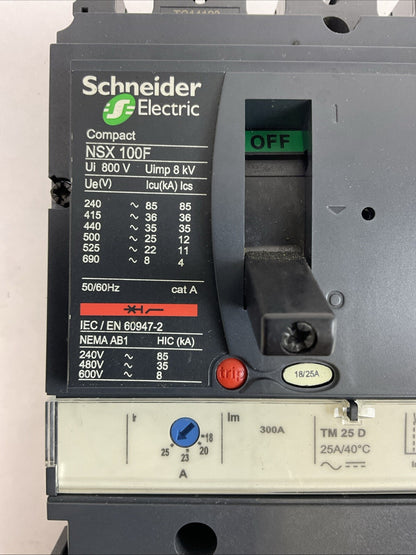 Schneider
Electric
Compact
NSX 100F
Ui 800 V Uimp 8 kV
Ue(V) Icu(kA) Ics
240 ~ 85 85
415 ~ 36 36
440 ~ 35 35
500 ~ 25 12
525 ~ 22 11
690 ~ 8 4
50/60Hz cat A
IEC / EN 60947-2
NEMA AB1 HIC (kA)
240V ~ 85
480V ~ 35
600V ~ 8
OFF
I
O
trip
18/25A
Ir
18
20
23
25
A
Im
300A
TM 25 D
25A/40°C